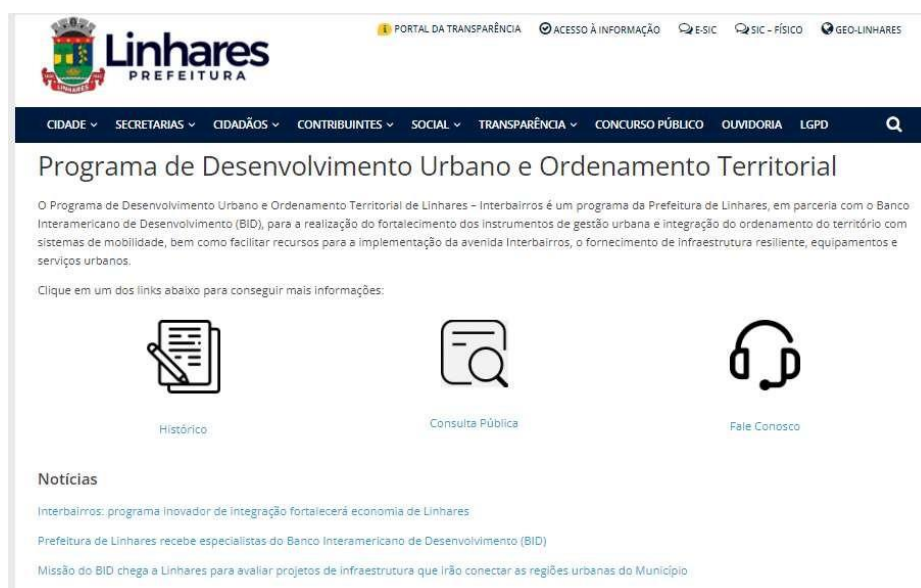 Linhares
PREFEITURA
LINHARES
PORTAL DA TRANSPARÊNCIA ACESSO À INFORMAÇÃO E-SIC SIC – FÍSICO GEO-LINHARES
CIDADE SECRETARIAS CIDADÃOS CONTRIBUINTES SOCIAL TRANSPARÊNCIA CONCURSO PÚBLICO OUVIDORIA LGPD
Programa de Desenvolvimento Urbano e Ordenamento Territorial
O Programa de Desenvolvimento Urbano e Ordenamento Territorial de Linhares – Interbairros é um programa da Prefeitura de Linhares, em parceria com o Banco
Interamericano de Desenvolvimento (BID), para a realização do fortalecimento dos instrumentos de gestão urbana e integração do ordenamento do território com
sistemas de mobilidade, bem como facilitar recursos para a implementação da avenida Interbairros, o fornecimento de infraestrutura resiliente, equipamentos e
serviços urbanos.
Clique em um dos links abaixo para conseguir mais informações:
Histórico Consulta Pública Fale Conosco
Notícias
Interbairros: programa inovador de integração fortalecerá economia de Linhares
Prefeitura de Linhares recebe especialistas do Banco Interamericano de Desenvolvimento (BID)
Missão do BID chega a Linhares para avaliar projetos de infraestrutura que irão conectar as regiões urbanas do Município